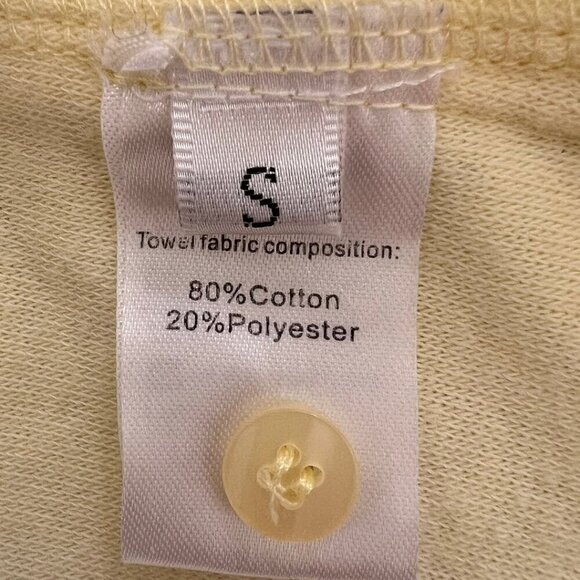 S
Towel fabric composition:
80%Cotton
20%Polyester